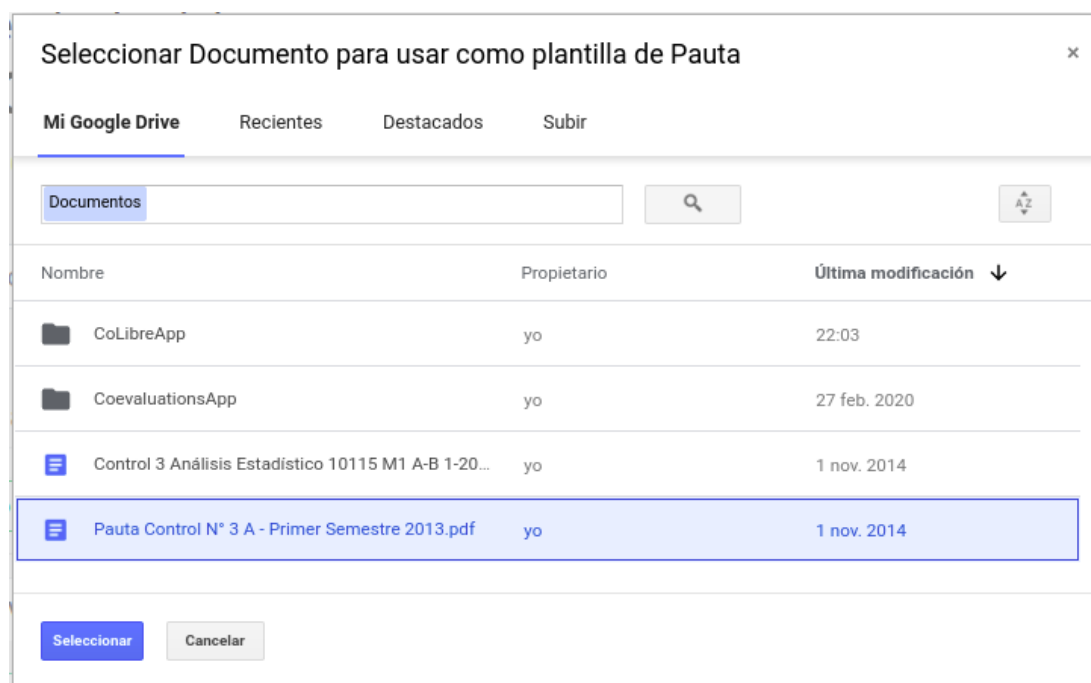 Seleccionar Documento para usar como plantilla de Pauta ×
Mi Google Drive Recientes Destacados Subir
Documentos
AZ
Nombre Propietario Última modificación
CoLibreApp yo 22:03
CoevaluationsApp yo 27 feb. 2020
Control 3 Análisis Estadístico 10115 M1 A-B 1-20... yo 1 nov. 2014
Pauta Control N° 3 A - Primer Semestre 2013.pdf yo 1 nov. 2014
Seleccionar Cancelar